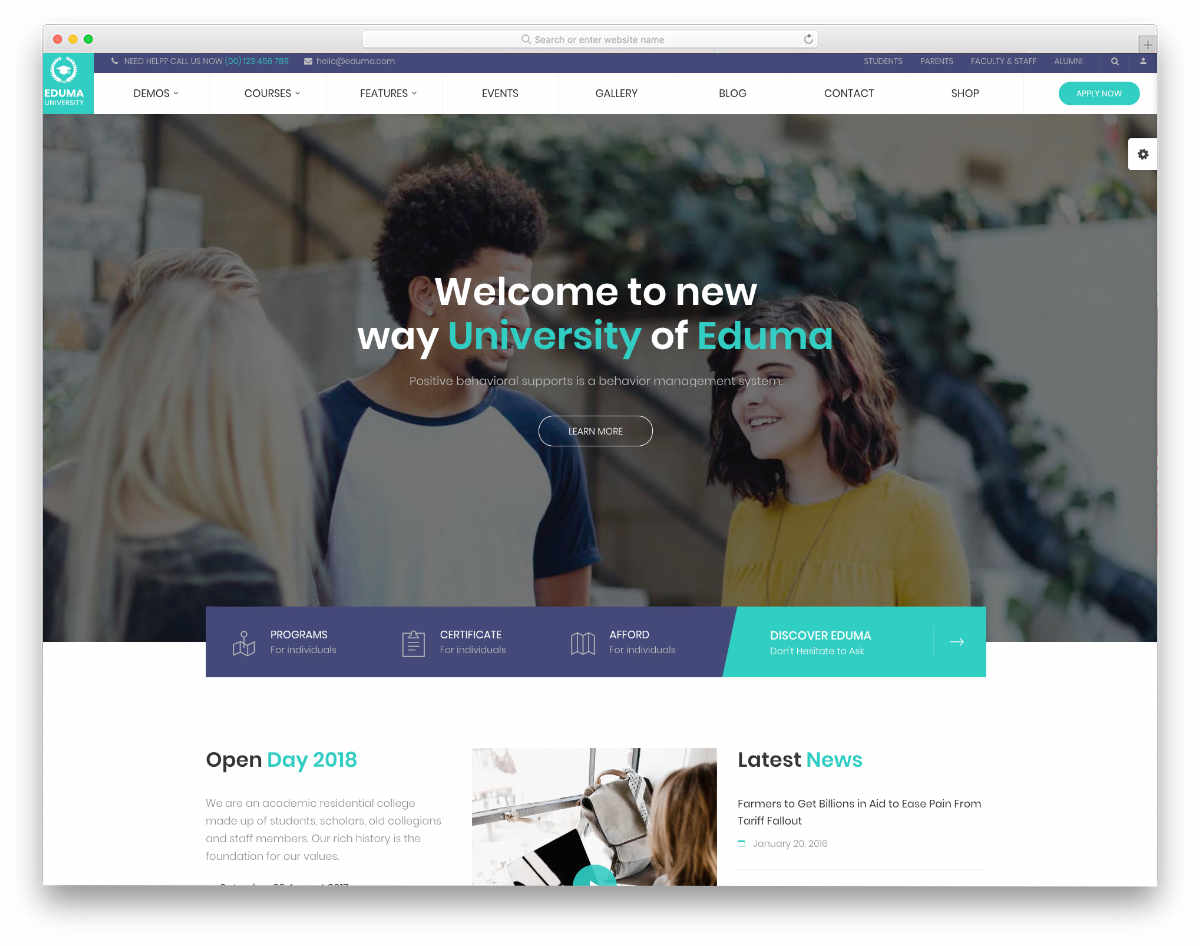 Search or enter website name
NEED HELP? CALL US NOW (00) 123 456 789 hello@eduma.com
STUDENTS PARENTS FACULTY & STAFF ALUMNI
EDUMA
UNIVERSITY
DEMOS COURSES FEATURES EVENTS GALLERY BLOG CONTACT SHOP APPLY NOW
Welcome to new
way University of Eduma
Positive behavioral supports is a behavior management system.
LEARN MORE
PROGRAMS
For individuals
CERTIFICATE
For individuals
AFFORD
For individuals
DISCOVER EDUMA
Don't Hesitate to Ask
Open Day 2018
We are an academic residential college
made up of students, scholars, old collegians
and staff members. Our rich history is the
foundation for our values.
Latest News
Farmers to Get Billions in Aid to Ease Pain From
Tariff Fallout
January 20, 2018